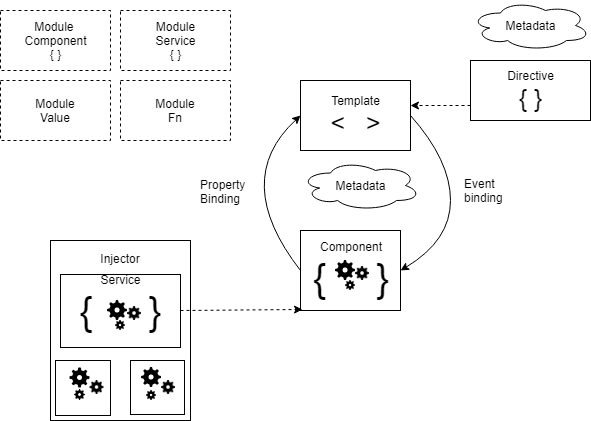 Module
Component
{ }
Module
Service
{ }
Module
Value
Module
Fn
Metadata
Directive
{ }
Template
< >
Property
Binding
Metadata
Event
binding
Component
{ }
Injector
Service
{ }